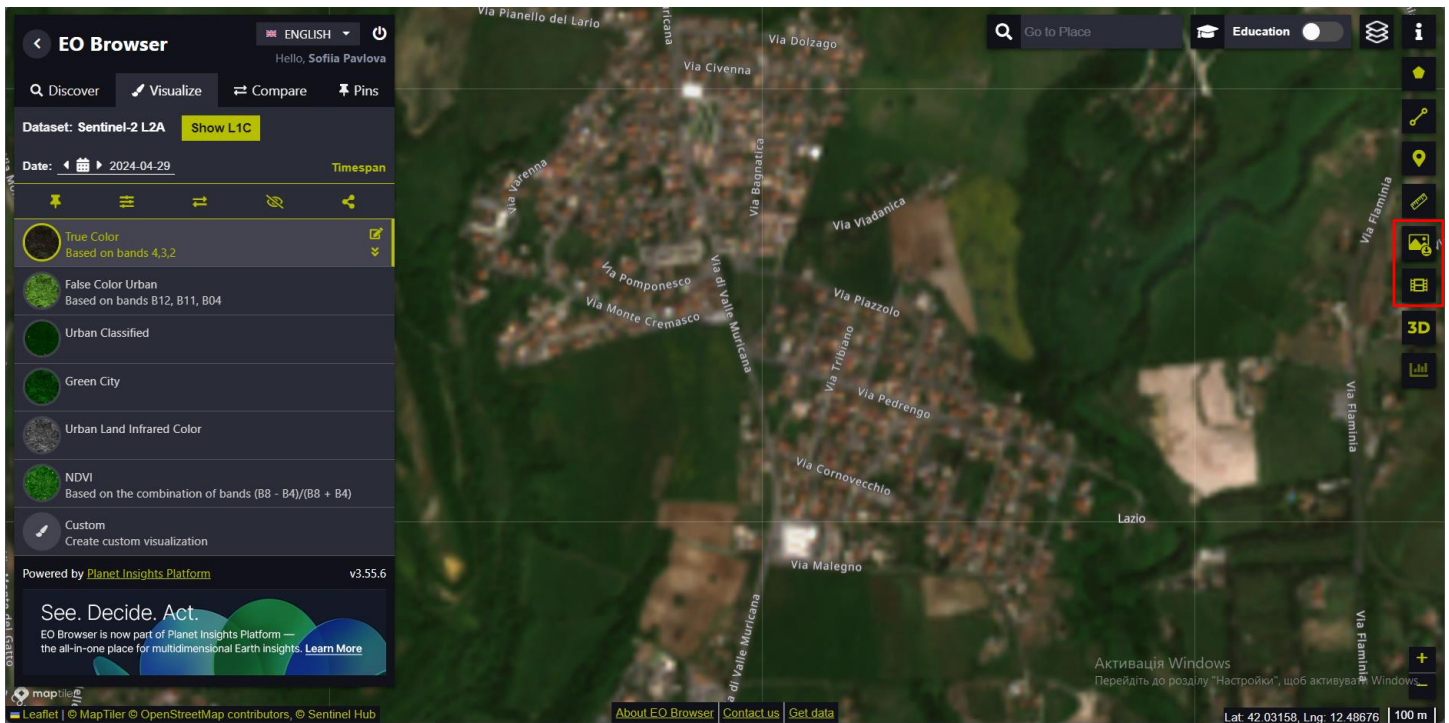 EO Browser
ENGLISH
Hello, Sofiia Pavlova
Discover
Visualize
Compare
Pins
Dataset: Sentinel-2 L2A
Show L1C
Date: 2024-04-29
Timespan
True Color
Based on bands 4,3,2
False Color Urban
Based on bands B12, B11, B04
Urban Classified
Green City
Urban Land Infrared Color
NDVI
Based on the combination of bands (B8 - B4)/(B8 + B4)
Custom
Create custom visualization
Powered by Planet Insights Platform
v3.55.6
See. Decide. Act.
EO Browser is now part of Planet Insights Platform —
the all-in-one place for multidimensional Earth insights. Learn More
maptiler
Leaflet | © MapTiler © OpenStreetMap contributors, © Sentinel Hub
Via Pianello del Lario
Via Dolzago
Via Civenna
Via Varenna
Via Bagnatica
Via Viadanica
Via Pomponesco
Via Monte Cremasco
Via di Valle Muricana
Via Piazzolo
Via Tribiano
Via Pedrengo
Via Cornovecchio
Via Malegno
di Valle Muricana
Lazio
Via Flaminia
Via Flaminia
Via Flaminia
Go to Place
Education
3D
Активація Windows
Перейдіть до розділу "Настройки", щоб активувати Windows.
About EO Browser | Contact us | Get data
Lat: 42.03158, Lng: 12.48676
100 m